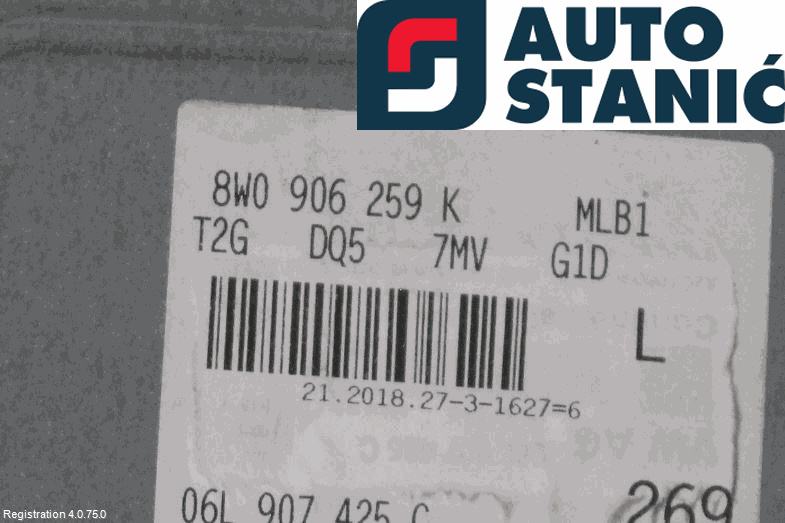 AUTO
STANIĆ
8W0 906 259 K MLB1
T2G DQ5 7MV G1D
L
21.2018.27-3-1627=6
06L 907 425 C 269
Registration 4.0.75.0